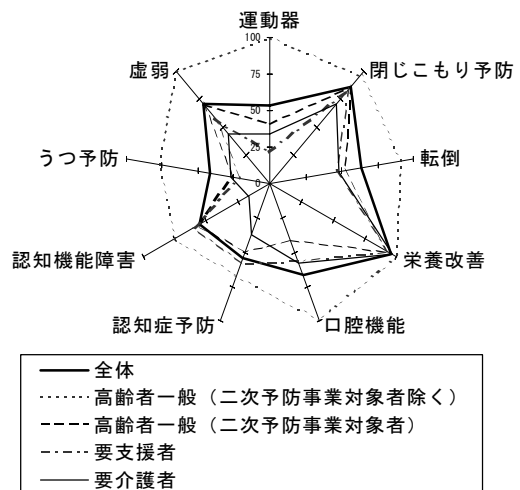 運動器
100
虚弱
閉じこもり予防
75
50
うつ予防
転倒
25
0
認知機能障害
栄養改善
認知症予防
口腔機能
全体
高齢者一般（二次予防事業対象者除く）
高齢者一般（二次予防事業対象者）
要支援者
要介護者